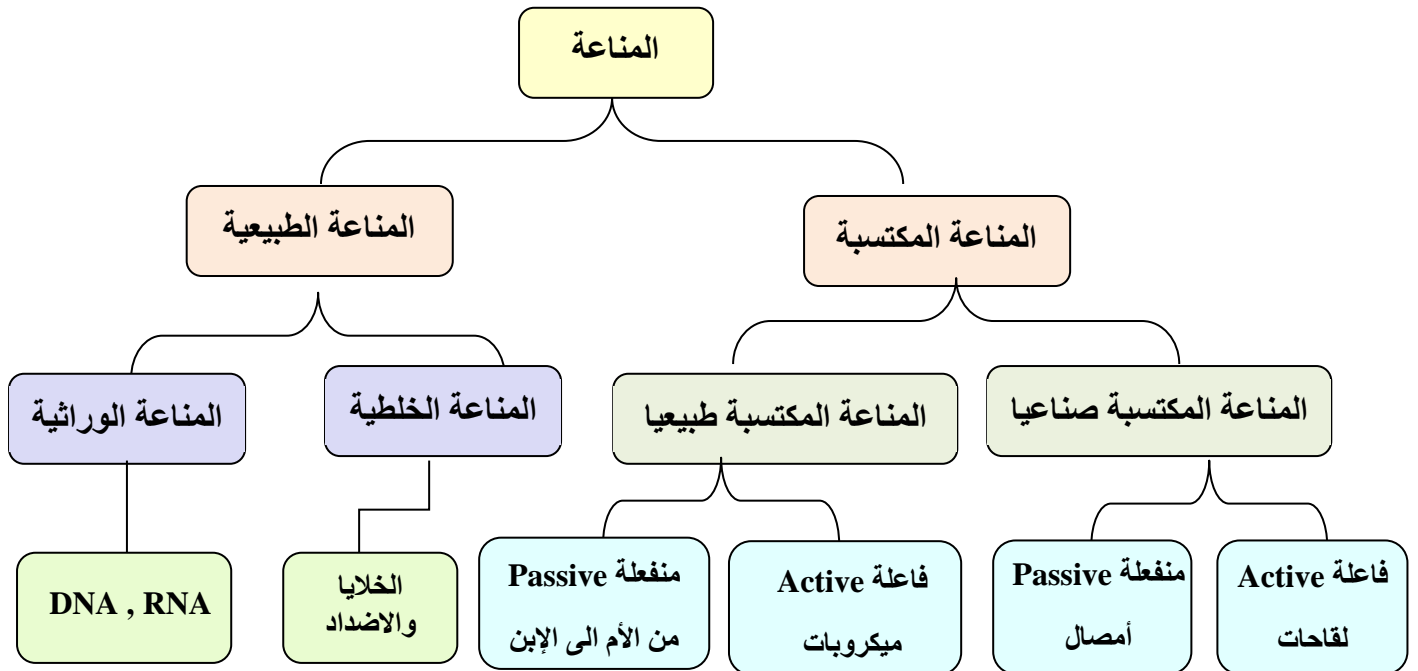 المناعة
المناعة المكتسبة
المناعة الطبيعية
المناعة المكتسبة صناعيا
المناعة المكتسبة طبيعيا
المناعة الخلطية
المناعة الوراثية
فاعلة Active
لقاحات
منفعلة Passive
أمصال
فاعلة Active
ميكروبات
منفعلة Passive
من الأم الى الإبن
الخلايا
والاضداد
DNA , RNA